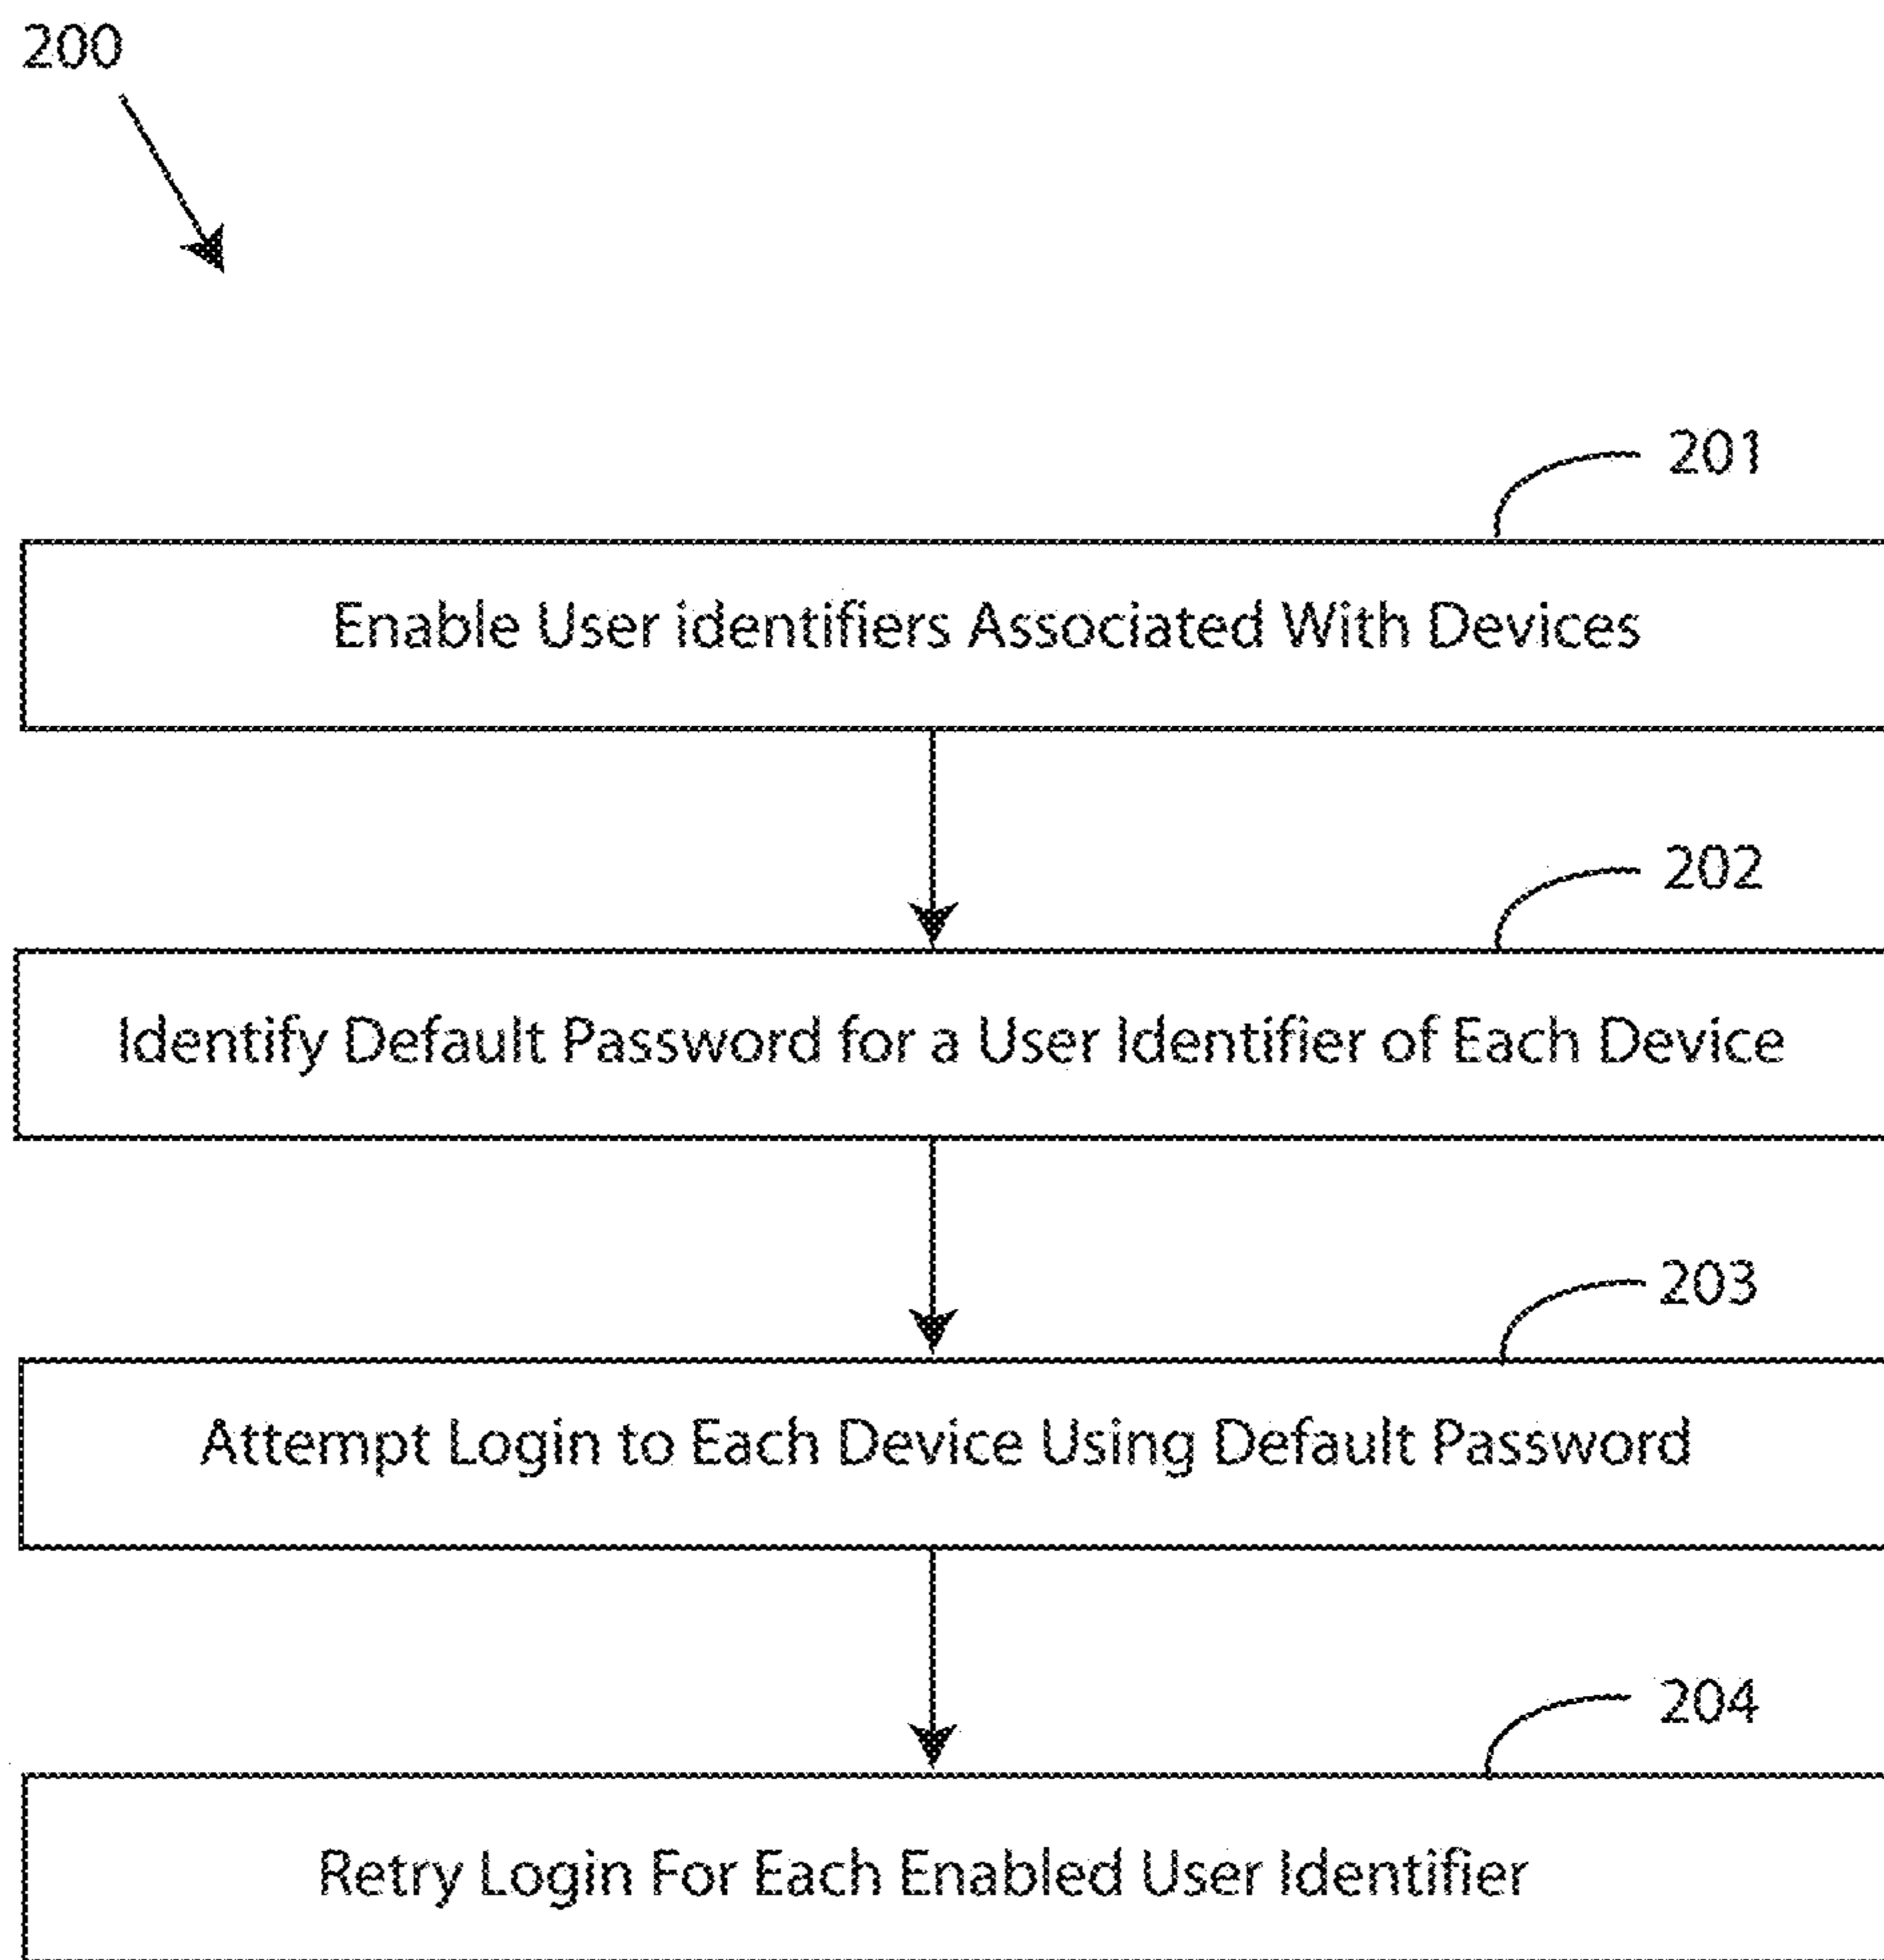 200
201
Enable User identifiers Associated With Devices
202
Identify Default Password for a User Identifier of Each Device
203
Attempt Login to Each Device Using Default Password
204
Retry Login For Each Enabled User Identifier